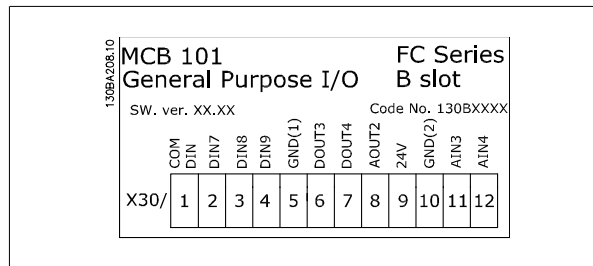 130BA208.10
MCB 101 FC Series
General Purpose I/O B slot
SW. ver. XX.XX Code No. 130BXXXX
COM DIN DIN7 DIN8 DIN9 GND(1) DOUT3 DOUT4 AOUT2 24V GND(2) AIN3 AIN4
X30/ 1 2 3 4 5 6 7 8 9 10 11 12